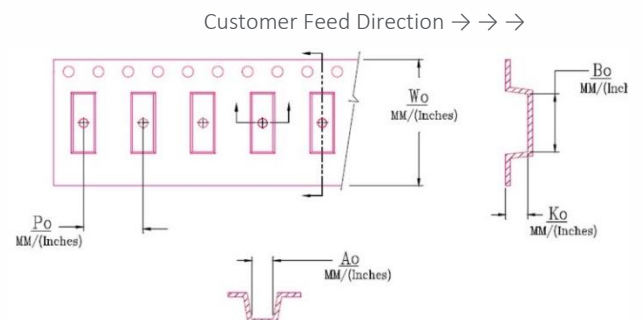 Customer Feed Direction → → →
Wo
MM/(Inches)
Bo
MM/(Incl
Po
MM/(Inches)
Ko
MM/(Inches)
Ao
MM/(Inches)